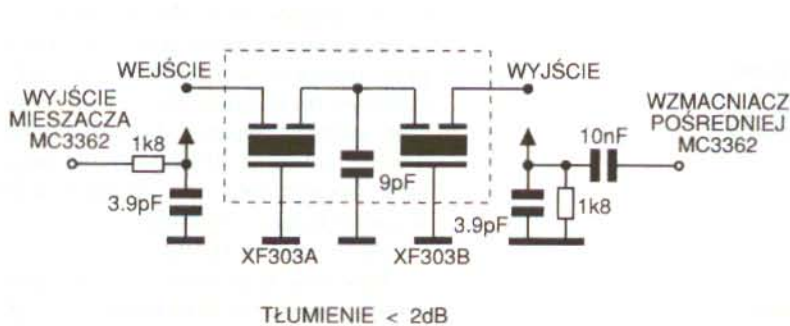 WEJŚCIE
WYJŚCIE
WYJŚCIE
MIESZACZA
MC3362
1k8
3.9pF
9pF
XF303A
XF303B
3.9pF
1k8
10nF
WZMACNIACZ
POŚREDNIEJ
MC3362
TŁUMIENIE < 2dB